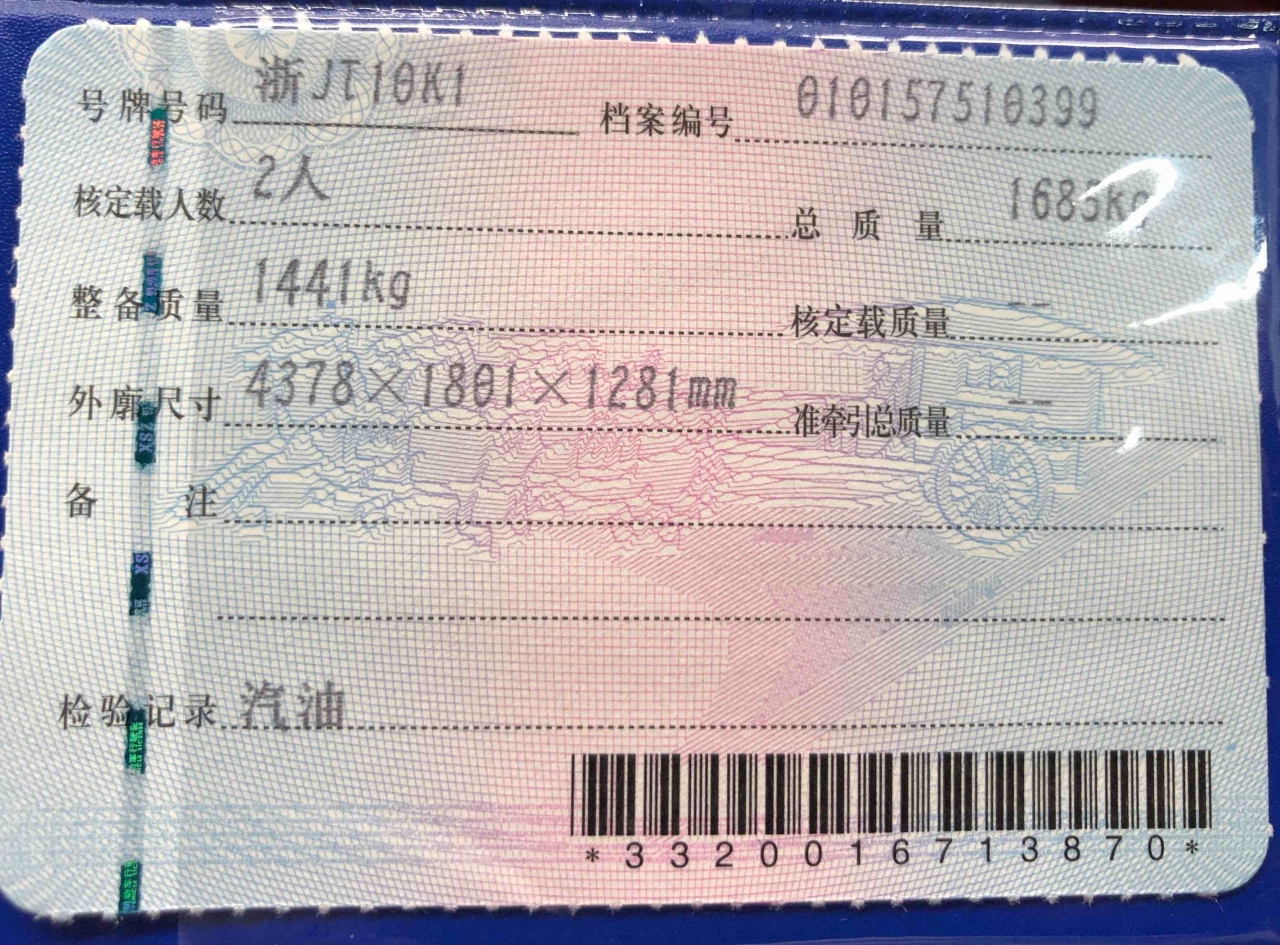 号牌号码 浙JT10K1 档案编号 010157510399
核定载人数 2人 总质量 1685kg
整备质量 1441kg 核定载质量 --
外廓尺寸 4378×1801×1281mm 准牵引总质量 --
备注
检验记录 汽油
*3320016713870*